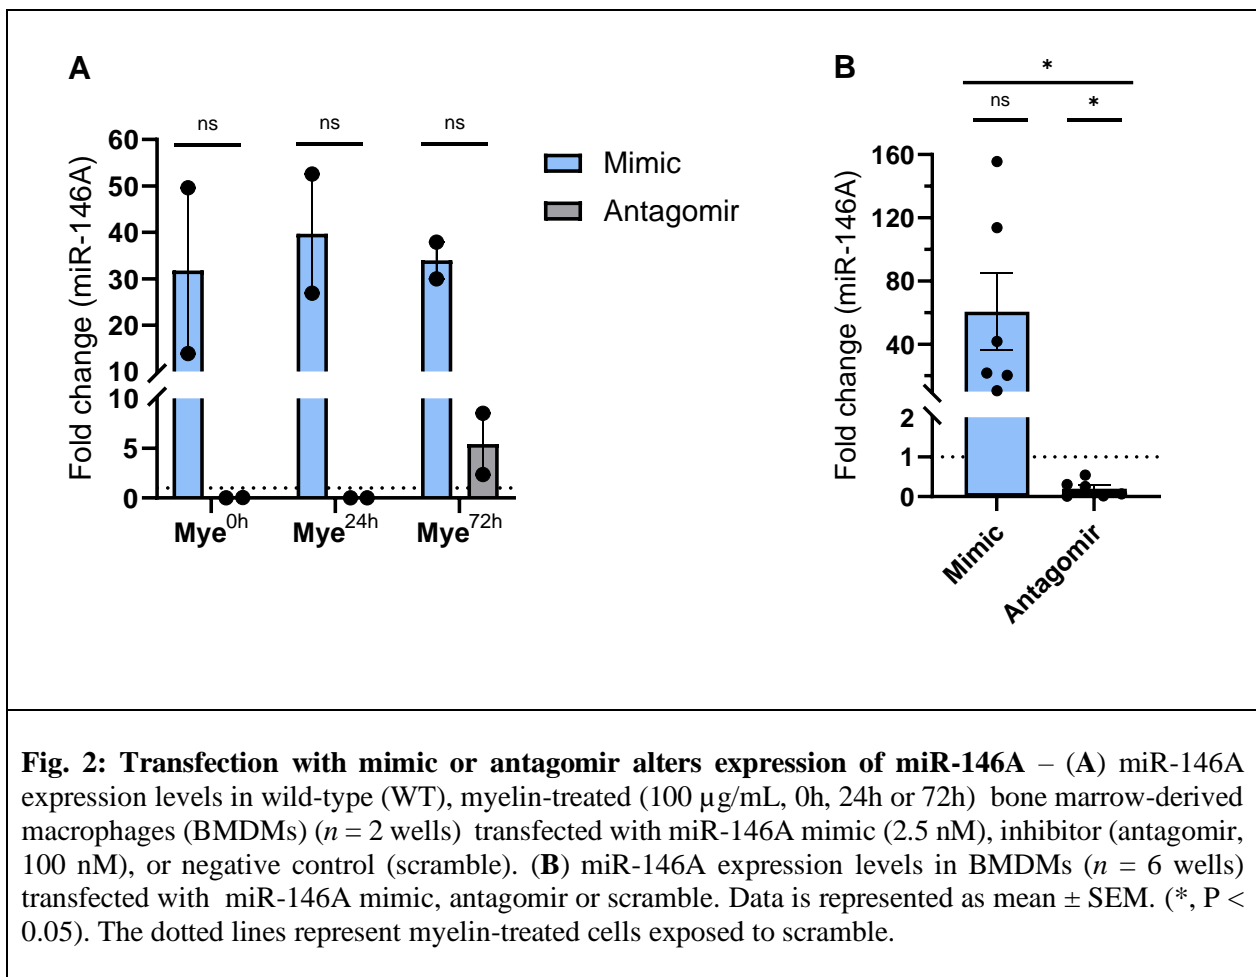 A
B
*
ns
ns
ns
ns
*
60
50
40
30
20
10
10
5
0
Fold change (miR-146A)
Mye0h
Mye24h
Mye72h
Mimic
Antagomir
160
120
80
40
2
1
0
Fold change (miR-146A)
Mimic
Antagomir
Fig. 2: Transfection with mimic or antagomir alters expression of miR-146A – (A) miR-146A
expression levels in wild-type (WT), myelin-treated (100 µg/mL, 0h, 24h or 72h) bone marrow-derived
macrophages (BMDMs) (n = 2 wells) transfected with miR-146A mimic (2.5 nM), inhibitor (antagomir,
100 nM), or negative control (scramble). (B) miR-146A expression levels in BMDMs (n = 6 wells)
transfected with miR-146A mimic, antagomir or scramble. Data is represented as mean ± SEM. (*, P <
0.05). The dotted lines represent myelin-treated cells exposed to scramble.